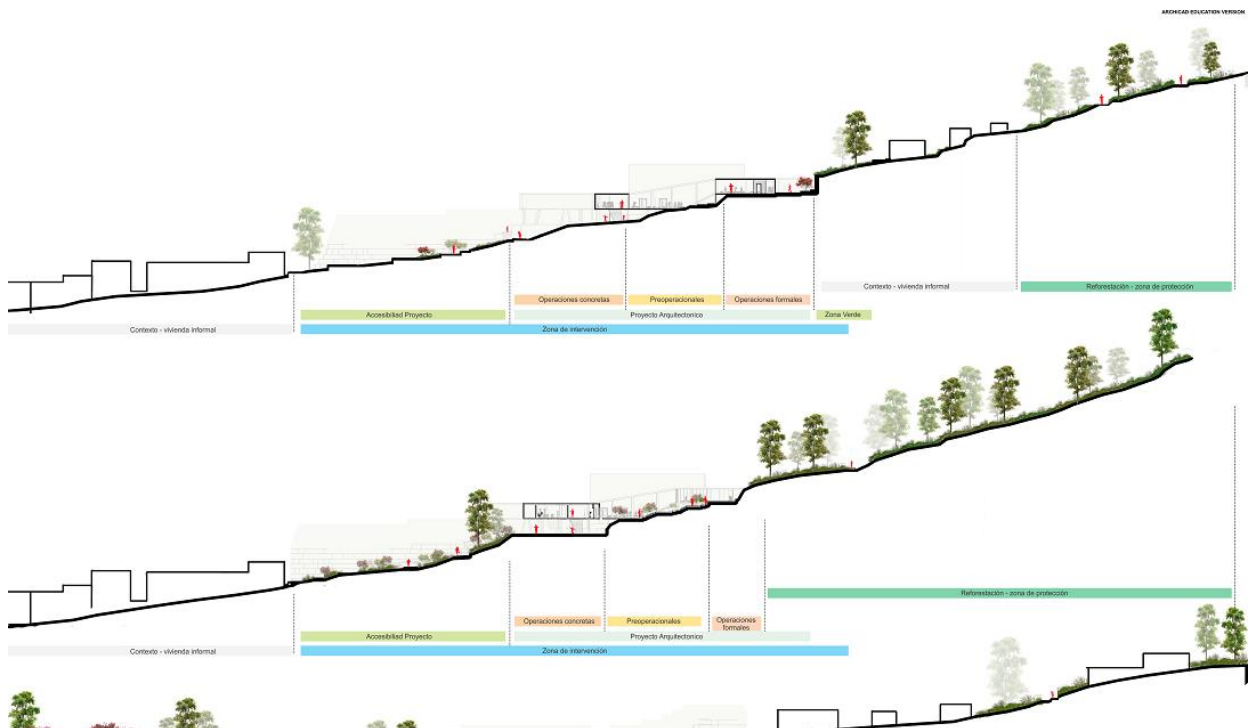 ARCHICAD EDUCATION VERSION
Contexto - vivienda informal
Reforestación - zona de protección
Operaciones concretas
Preoperacionales
Operaciones formales
Accesibiliad Proyecto
Proyecto Arquitectonico
Zona Verde
Contexto - vivienda informal
Zona de intervención
Reforestación - zona de protección
Operaciones concretas
Preoperacionales
Operaciones
formales
Accesibiliad Proyecto
Proyecto Arquitectonico
Contexto - vivienda informal
Zona de intervención